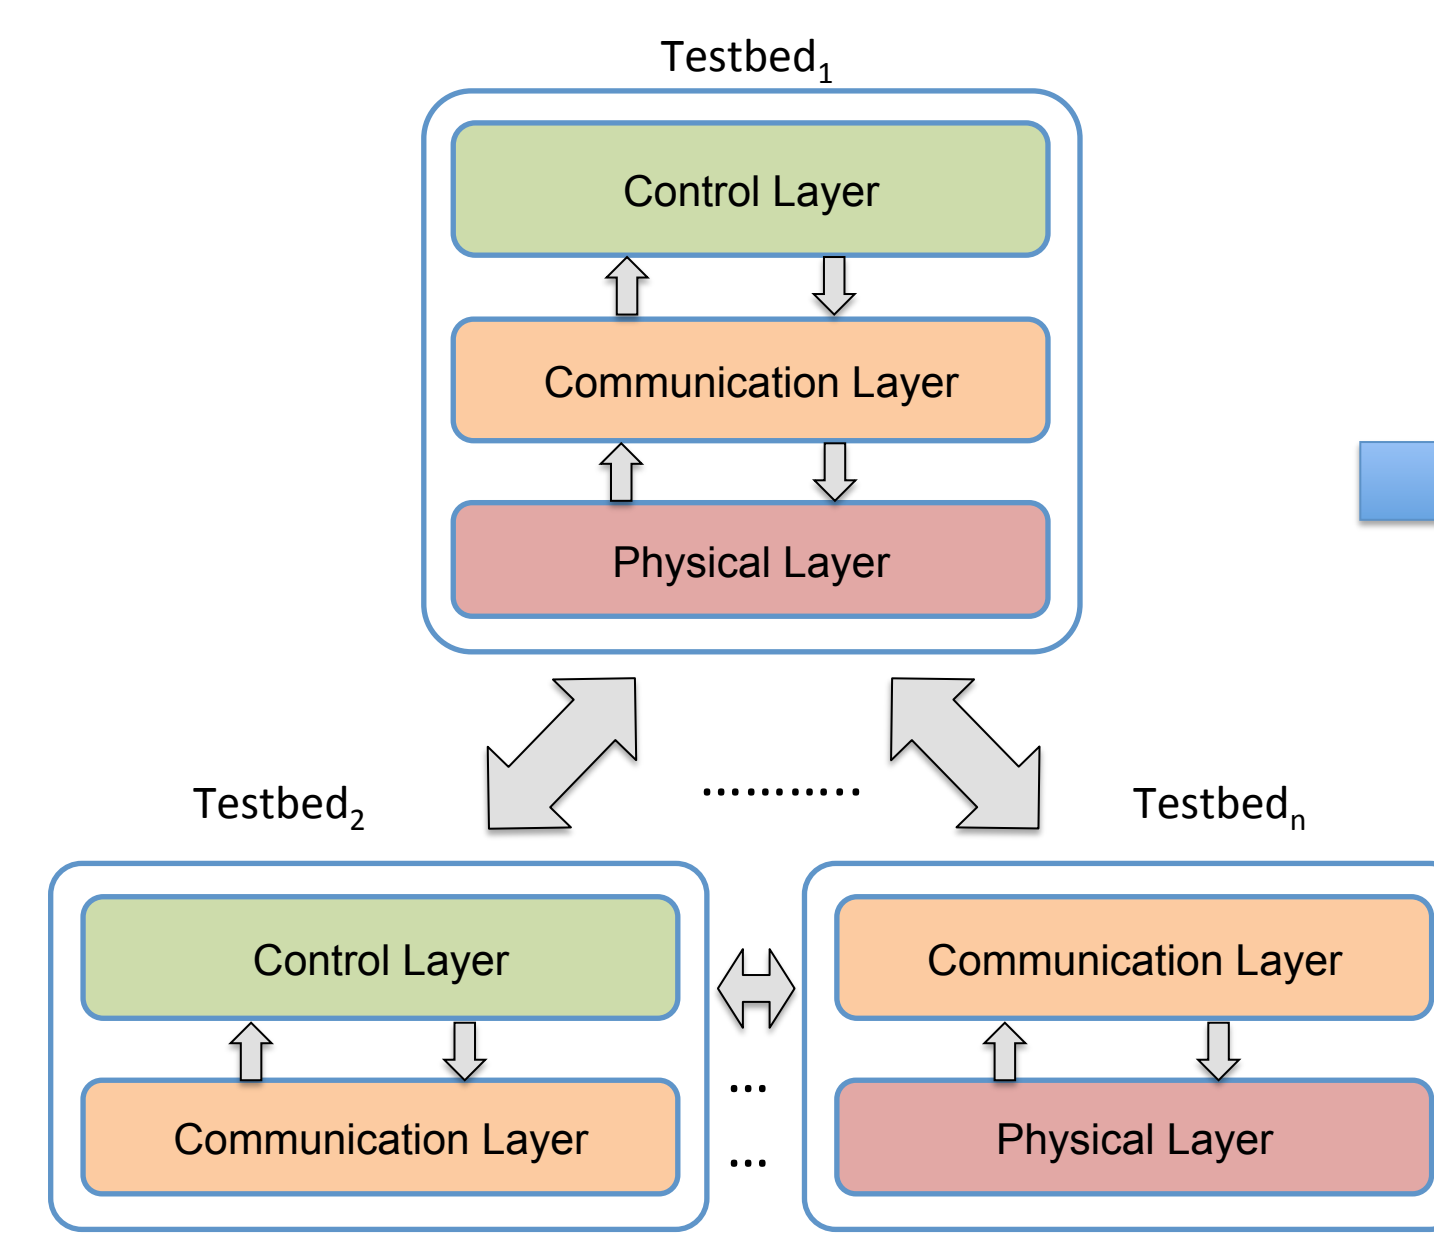 Testbed₁
Control Layer
Communication Layer
Physical Layer
...........
Testbed₂
Testbedₙ
Control Layer
Communication Layer
Communication Layer
Physical Layer
...
...